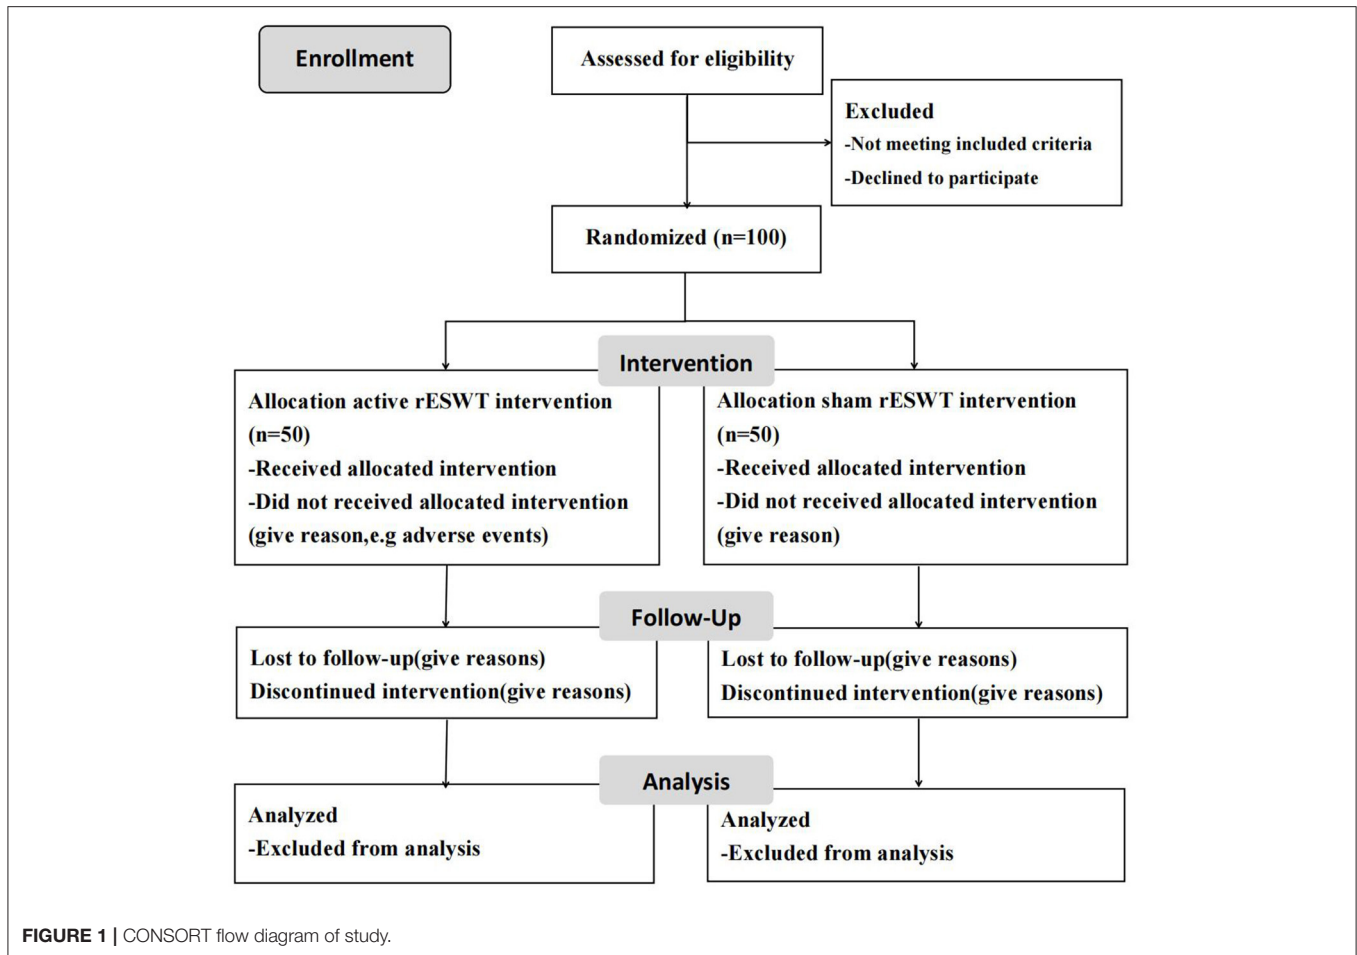 Enrollment
Assessed for eligibility
Excluded
-Not meeting included criteria
-Declined to participate
Randomized (n=100)
Intervention
Allocation active rESWT intervention
(n=50)
-Received allocated intervention
-Did not received allocated intervention
(give reason,e.g adverse events)
Allocation sham rESWT intervention
(n=50)
-Received allocated intervention
-Did not received allocated intervention
(give reason)
Follow-Up
Lost to follow-up(give reasons)
Discontinued intervention(give reasons)
Lost to follow-up(give reasons)
Discontinued intervention(give reasons)
Analysis
Analyzed
-Excluded from analysis
Analyzed
-Excluded from analysis
FIGURE 1 | CONSORT flow diagram of study.